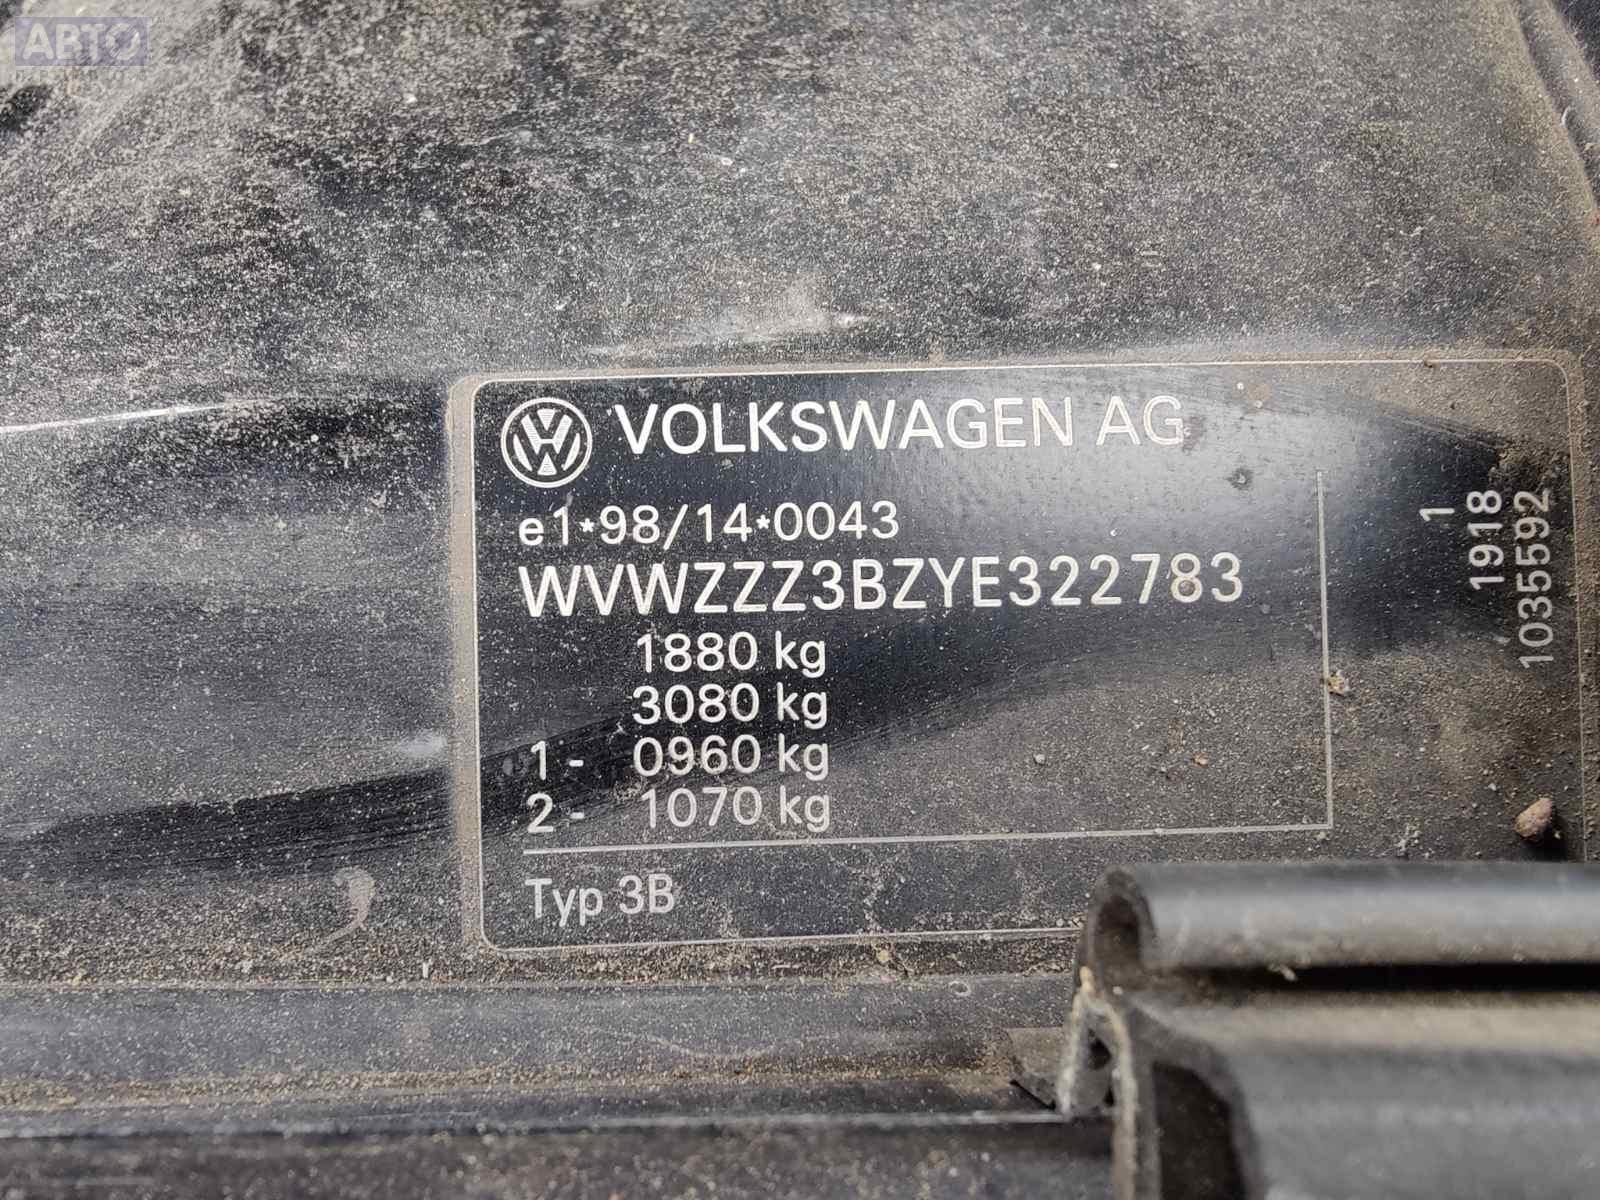 АВТО
VOLKSWAGEN AG
e1*98/14*0043
WVWZZZ3BZYE322783
1880 kg
3080 kg
1- 0960 kg
2- 1070 kg
Typ 3B
1
1918
1035592